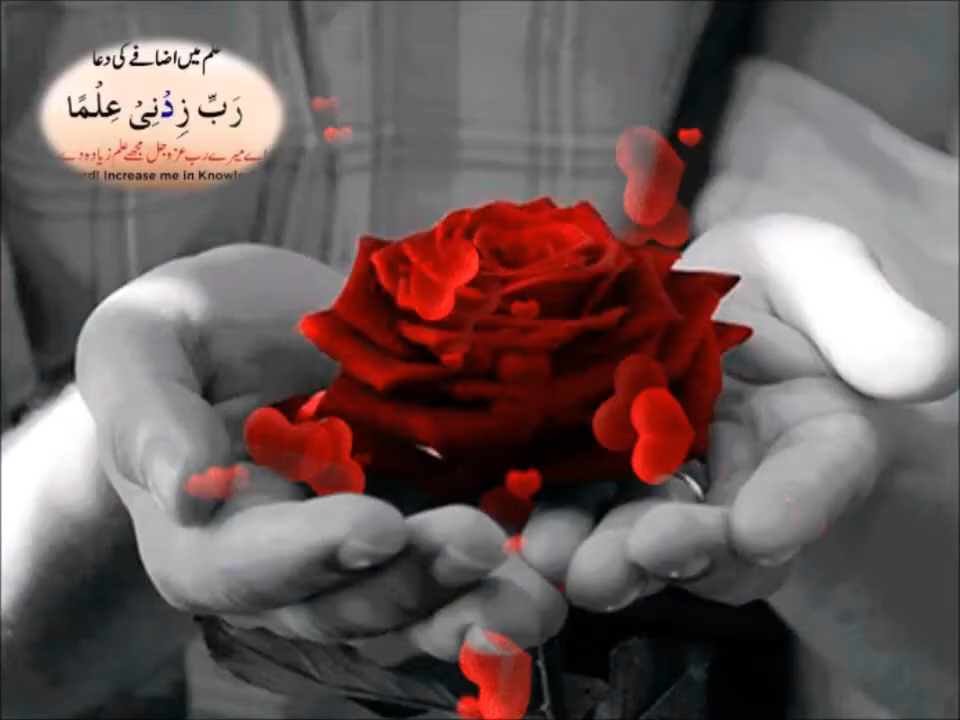 علم میں اضافے کی دعا
رَبِّ زِدْنِیْ عِلْمًا
اے میرے رب عزوجل مجھے علم زیادہ دے
Increase me in